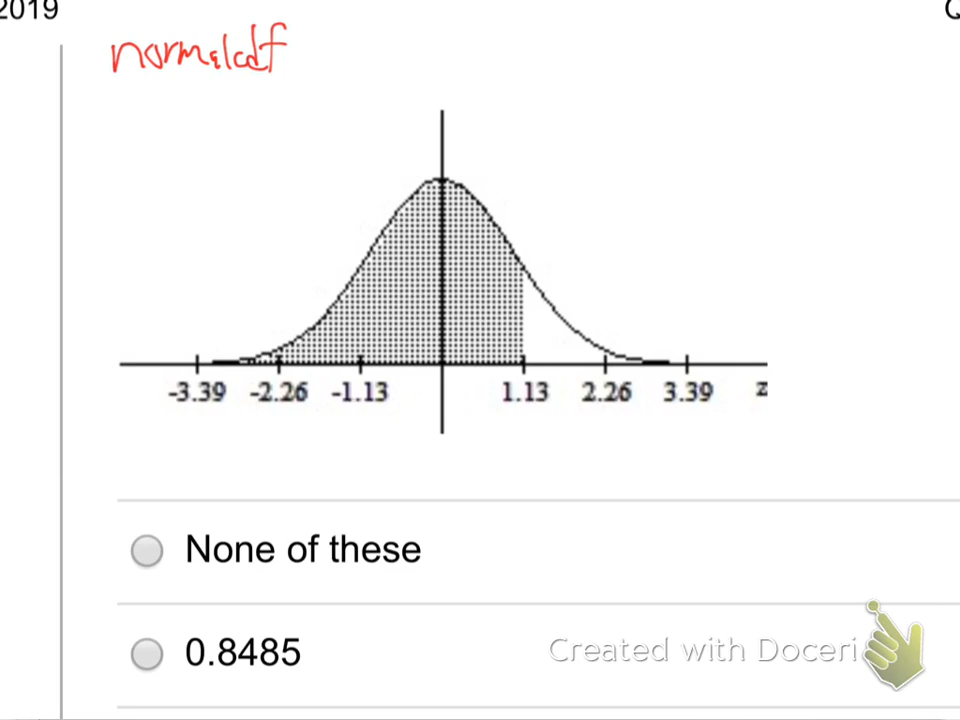 2019
normalcdf
-3.39 -2.26 -1.13 1.13 2.26 3.39 z
None of these
0.8485
Created with Doceri